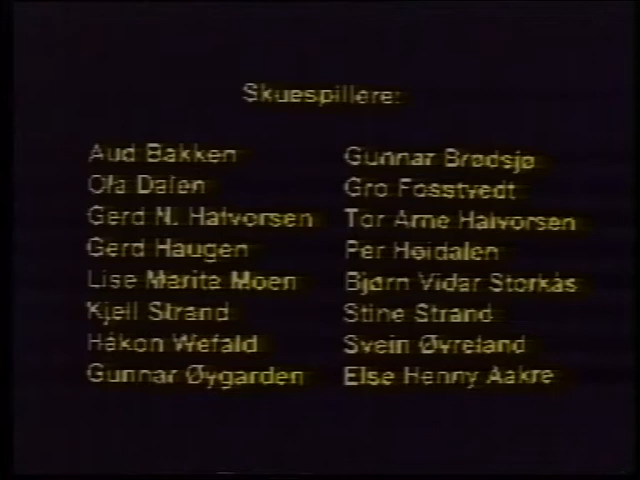 Skuespillere:
Aud Bakken
Ola Dalen
Gerd N. Halvorsen
Gerd Haugen
Lise Marita Moen
Kjell Strand
Håkon Wefald
Gunnar Øygarden
Gunnar Brødsjø
Gro Fosstvedt
Tor Arne Halvorsen
Per Høidalen
Bjørn Vidar Storkås
Stine Strand
Svein Øvreland
Else Henny Aakre